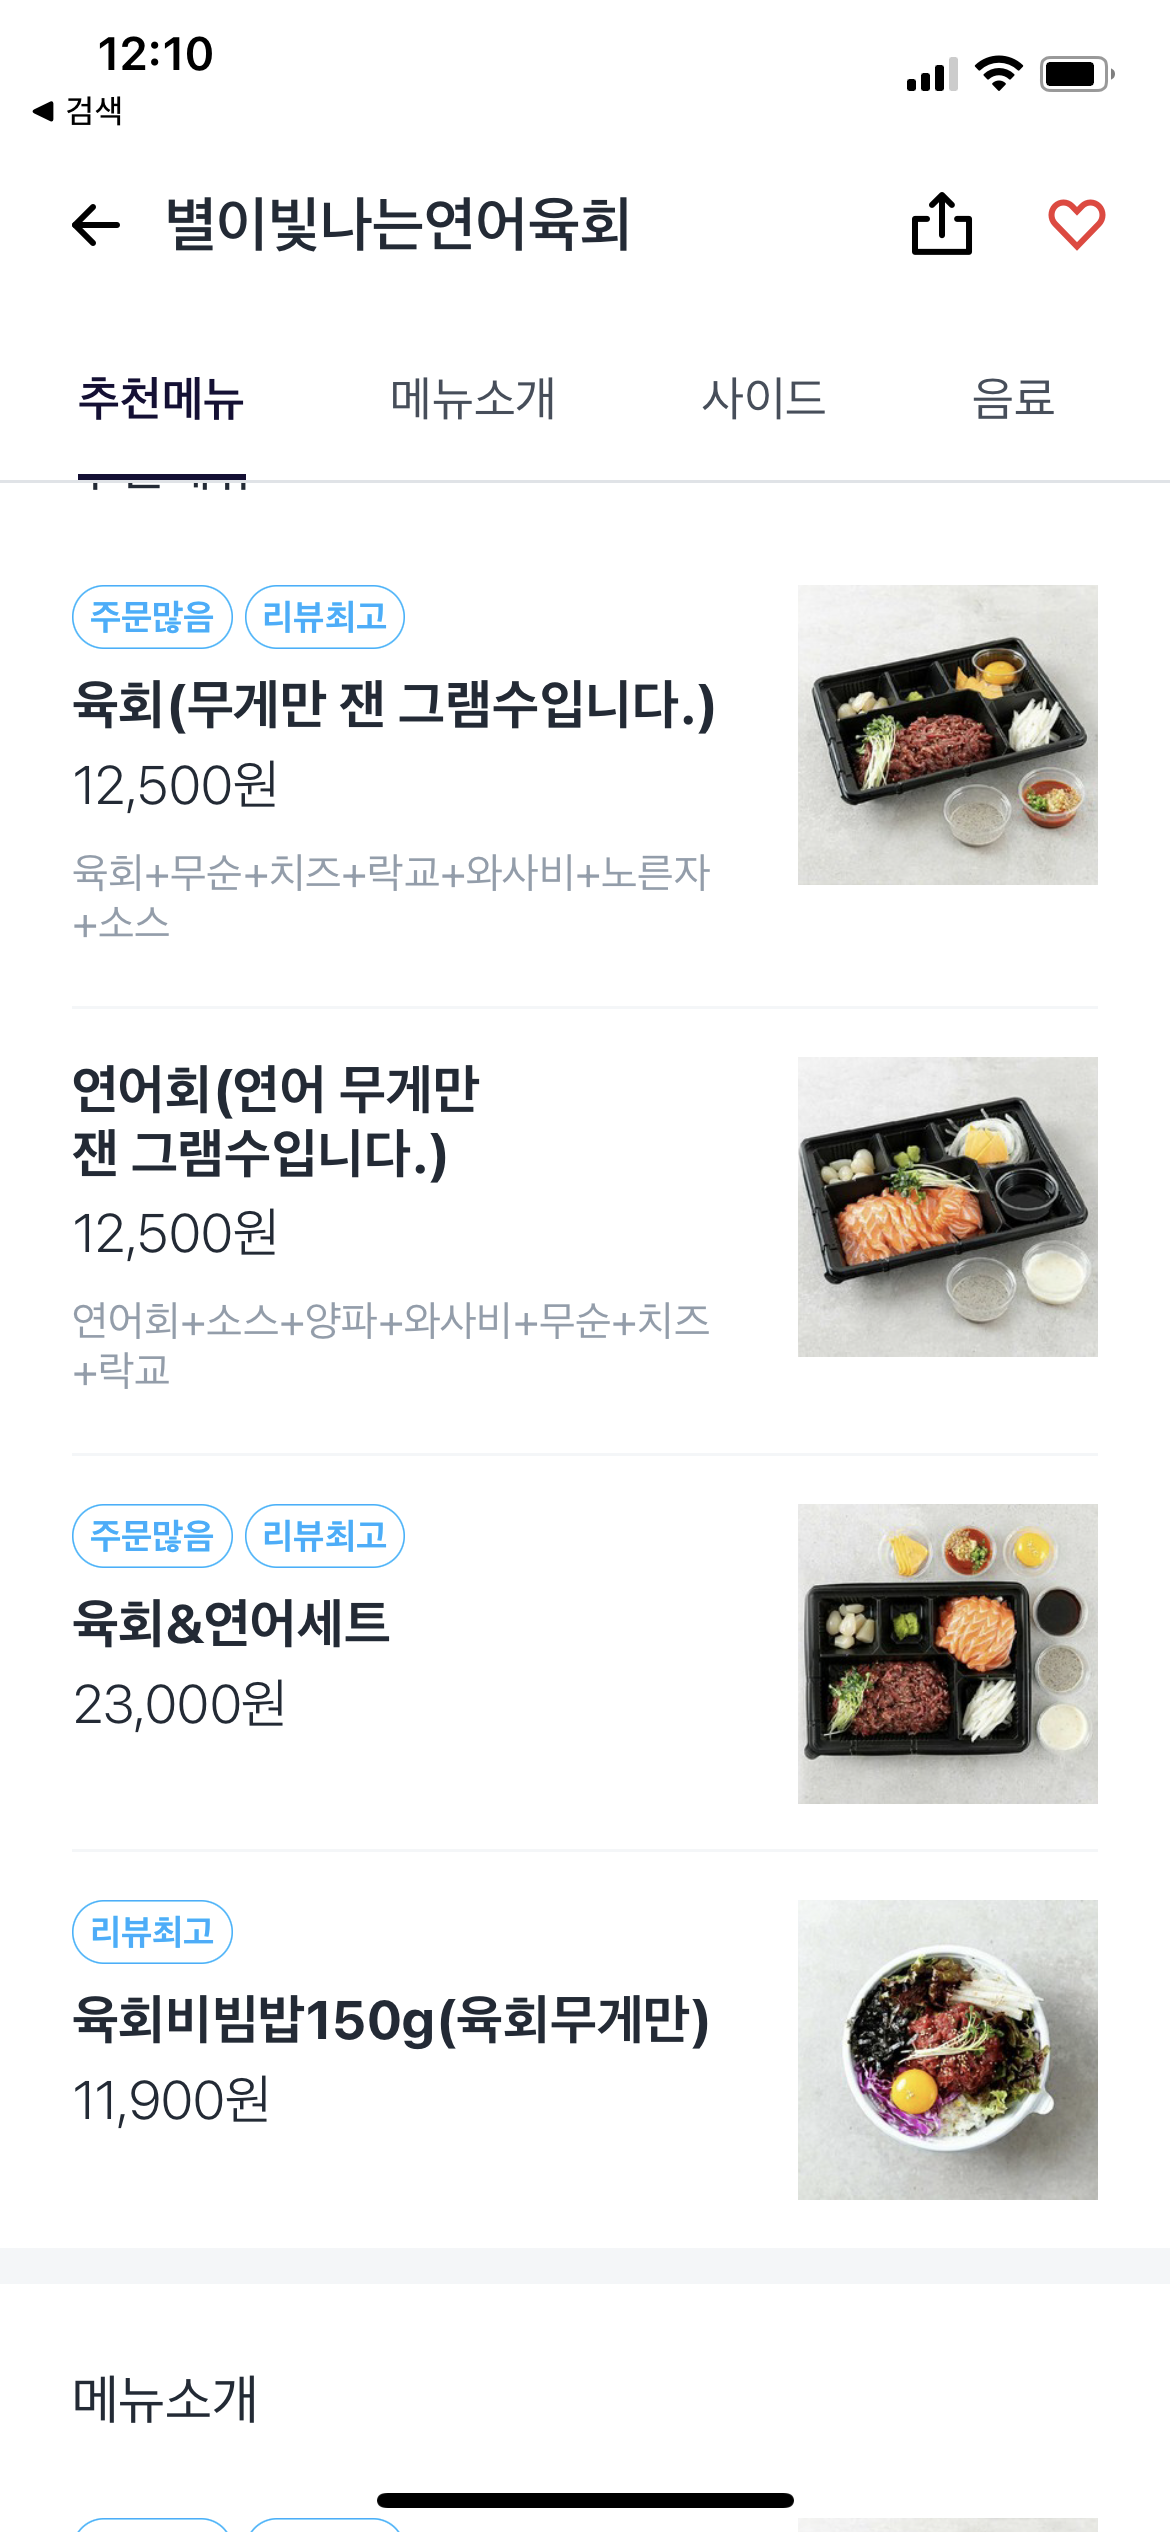 12:10
◀ 검색
별이빛나는연어육회
추천메뉴 메뉴소개 사이드 음료
주문많음 리뷰최고
육회(무게만 잰 그램수입니다.)
12,500원
육회+무순+치즈+락교+와사비+노른자
+소스
연어회(연어 무게만
잰 그램수입니다.)
12,500원
연어회+소스+양파+와사비+무순+치즈
+락교
주문많음 리뷰최고
육회&연어세트
23,000원
리뷰최고
육회비빔밥150g(육회무게만)
11,900원
메뉴소개